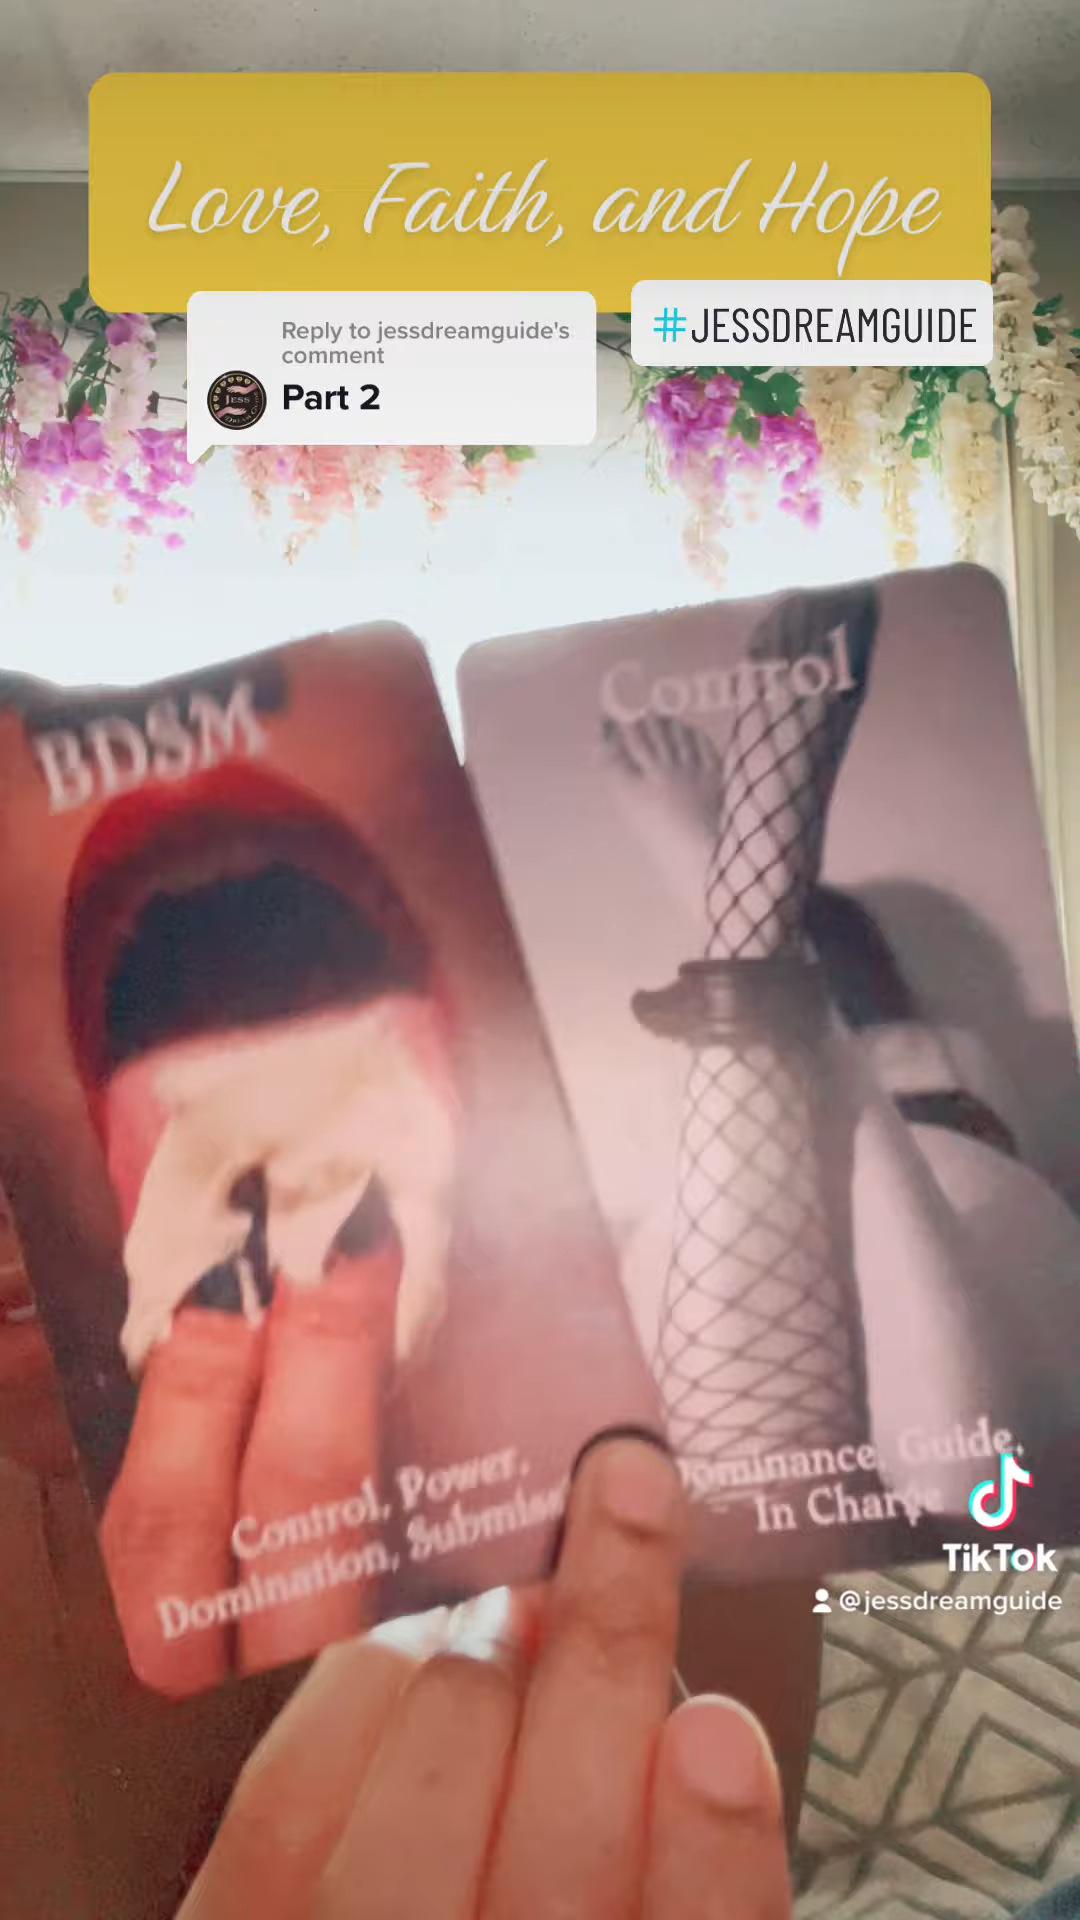 Love, Faith, and Hope
#JESSDREAMGUIDE
Reply to jessdreamguide's
comment
Part 2
JESS
BDSM
Control, Power,
Domination,
Control
Dominance, Guide,
In Charge
TikTok
@jessdreamguide